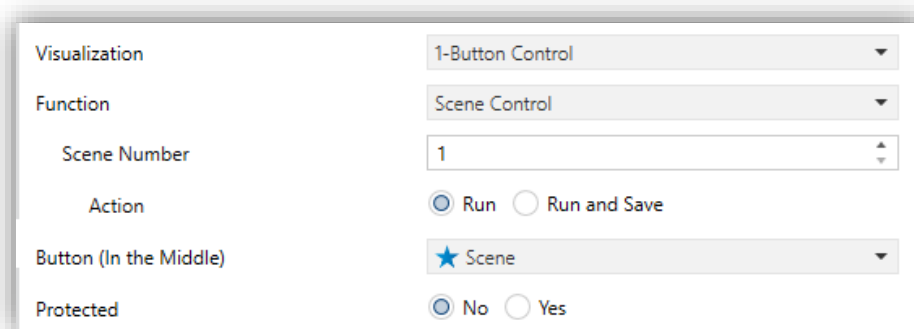 Visualization 1-Button Control
Function Scene Control
Scene Number 1
Action Run Run and Save
Button (In the Middle) Scene
Protected No Yes